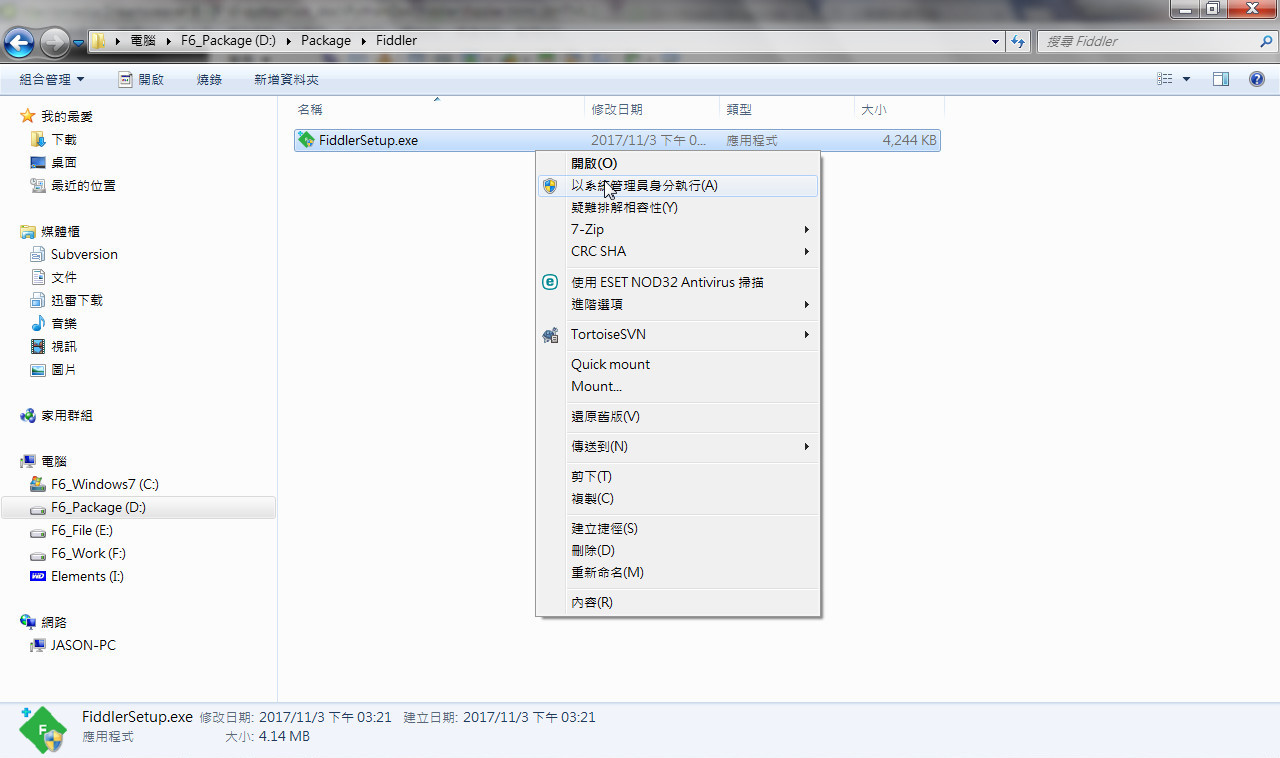 電腦 F6_Package (D:) Package Fiddler
搜尋 Fiddler
組合管理 開啟 燒錄 新增資料夾
名稱 修改日期 類型 大小
FiddlerSetup.exe 2017/11/3 下午 0... 應用程式 4,244 KB
我的最愛
下載
桌面
最近的位置
媒體櫃
Subversion
文件
迅雷下載
音樂
視訊
圖片
家用群組
電腦
F6_Windows7 (C:)
F6_Package (D:)
F6_File (E:)
F6_Work (F:)
Elements (I:)
網路
JASON-PC
開啟(O)
以系統管理員身分執行(A)
疑難排解相容性(Y)
7-Zip
CRC SHA
使用 ESET NOD32 Antivirus 掃描
進階選項
TortoiseSVN
Quick mount
Mount...
還原舊版(V)
傳送到(N)
剪下(T)
複製(C)
建立捷徑(S)
刪除(D)
重新命名(M)
內容(R)
FiddlerSetup.exe 修改日期: 2017/11/3 下午 03:21 建立日期: 2017/11/3 下午 03:21
應用程式 大小: 4.14 MB